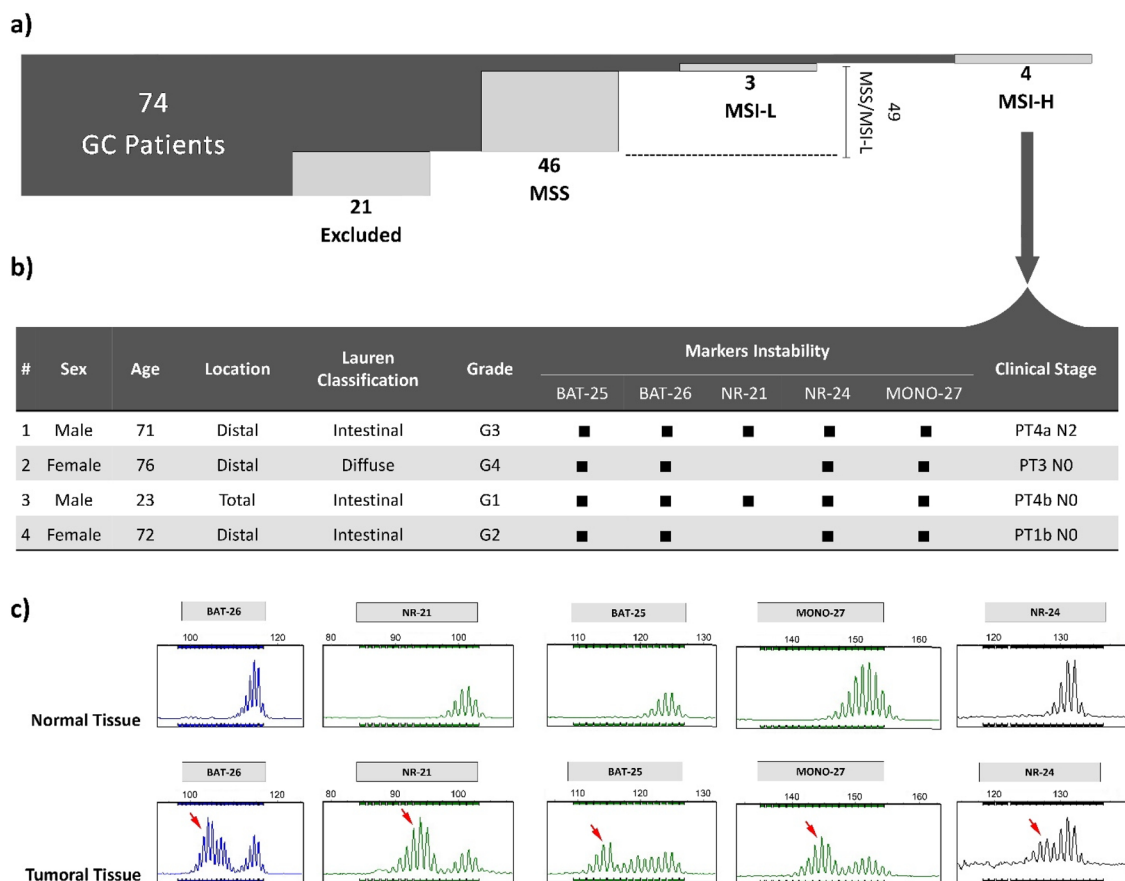 a)
74
GC Patients
21
Excluded
46
MSS
3
MSI-L
49
MSS/MSI-L
4
MSI-H
b)
# Sex Age Location Lauren Classification Grade Markers Instability Clinical Stage
BAT-25 BAT-26 NR-21 NR-24 MONO-27
1 Male 71 Distal Intestinal G3 ■ ■ ■ ■ ■ PT4a N2
2 Female 76 Distal Diffuse G4 ■ ■ ■ ■ PT3 N0
3 Male 23 Total Intestinal G1 ■ ■ ■ ■ ■ PT4b N0
4 Female 72 Distal Intestinal G2 ■ ■ ■ ■ PT1b N0
c)
BAT-26 NR-21 BAT-25 MONO-27 NR-24
100 120 80 90 100 110 120 130 140 150 160 120 130
Normal Tissue
BAT-26 NR-21 BAT-25 MONO-27 NR-24
100 120 80 90 100 110 120 130 140 150 160 120 130
Tumoral Tissue